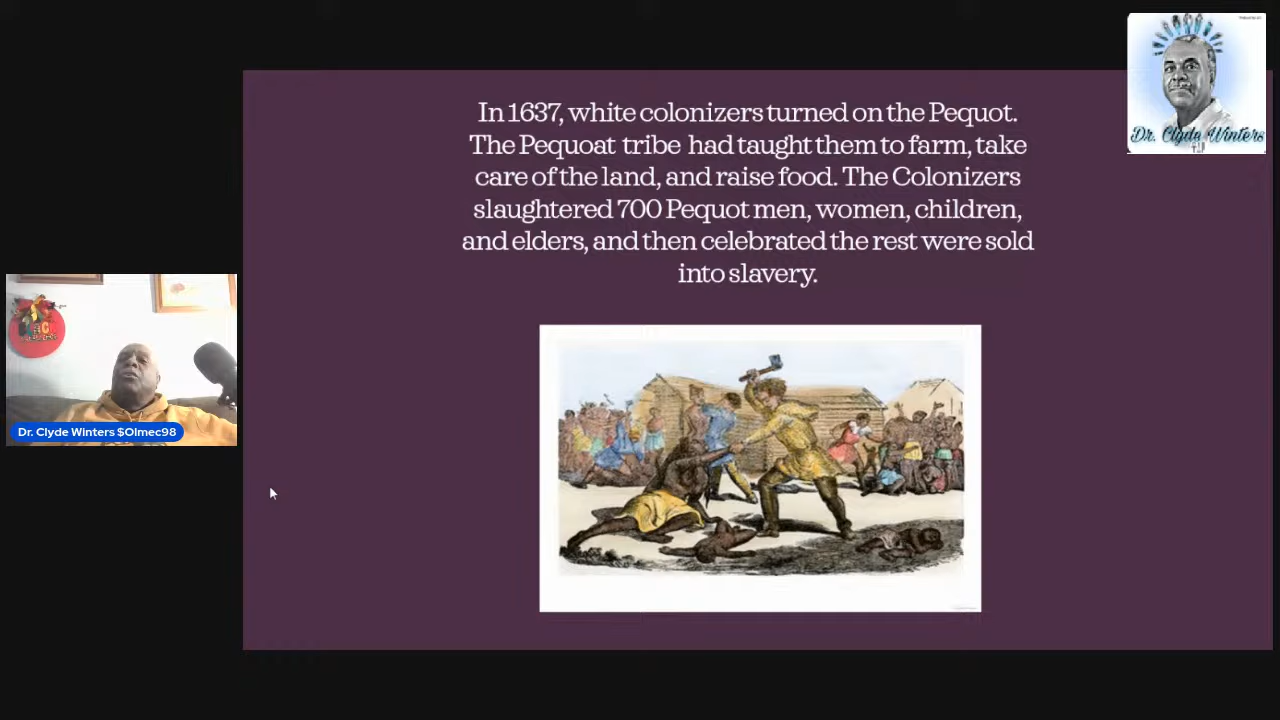 In 1637, white colonizers turned on the Pequot.
The Pequoat tribe had taught them to farm, take
care of the land, and raise food. The Colonizers
slaughtered 700 Pequot men, women, children,
and elders, and then celebrated the rest were sold
into slavery.
Dr. Clyde Winters
Dr. Clyde Winters $Olmec98